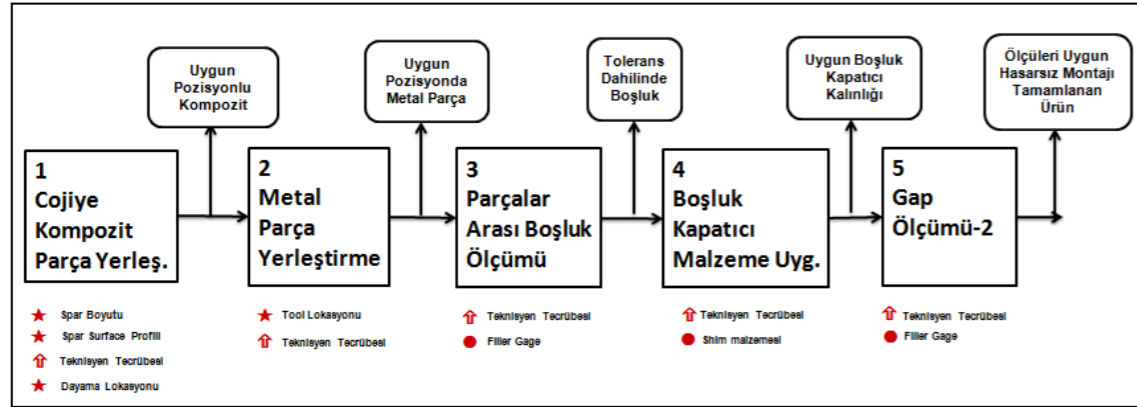 Uygun
Pozisyonlu
Kompozit
Uygun
Pozisyonda
Metal Parça
Tolerans
Dahilinde
Boşluk
Uygun Boşluk
Kapatıcı
Kalınlığı
Ölçüleri Uygun
Hasarsız Montajı
Tamamlanan
Ürün
1
Cojiye
Kompozit
Parça Yerleş.
2
Metal
Parça
Yerleştirme
3
Parçalar
Arası Boşluk
Ölçümü
4
Boşluk
Kapatıcı
Malzeme Uyg.
5
Gap
Ölçümü-2
Spar Boyutu
Spar Surface Profili
Teknisyen Tecrübesi
Dayama Lokasyonu
Tool Lokasyonu
Teknisyen Tecrübesi
Teknisyen Tecrübesi
Filler Gage
Teknisyen Tecrübesi
Shim malzemesi
Teknisyen Tecrübesi
Filler Gage